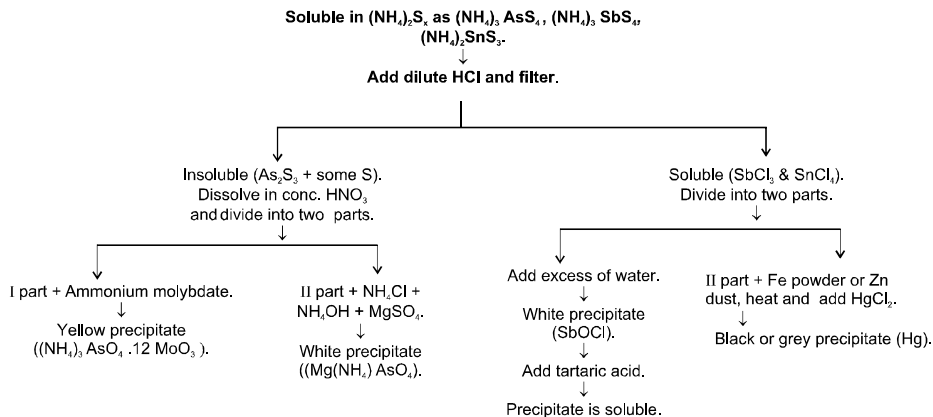 Soluble in (NH₄)₂Sₓ as (NH₄)₃ AsS₄, (NH₄)₃ SbS₄,
(NH₄)₂SnS₃.
↓
Add dilute HCl and filter.
Insoluble (As₂S₃ + some S).
Dissolve in conc. HNO₃
and divide into two parts.
↓
I part + Ammonium molybdate.
↓
Yellow precipitate
((NH₄)₃ AsO₄ .12 MoO₃ ).
II part + NH₄Cl +
NH₄OH + MgSO₄.
↓
White precipitate
((Mg(NH₄) AsO₄).
Soluble (SbCl₃ & SnCl₄).
Divide into two parts.
↓
Add excess of water.
↓
White precipitate
(SbOCl).
↓
Add tartaric acid.
↓
Precipitate is soluble.
II part + Fe powder or Zn
dust, heat and add HgCl₂.
↓
Black or grey precipitate (Hg).